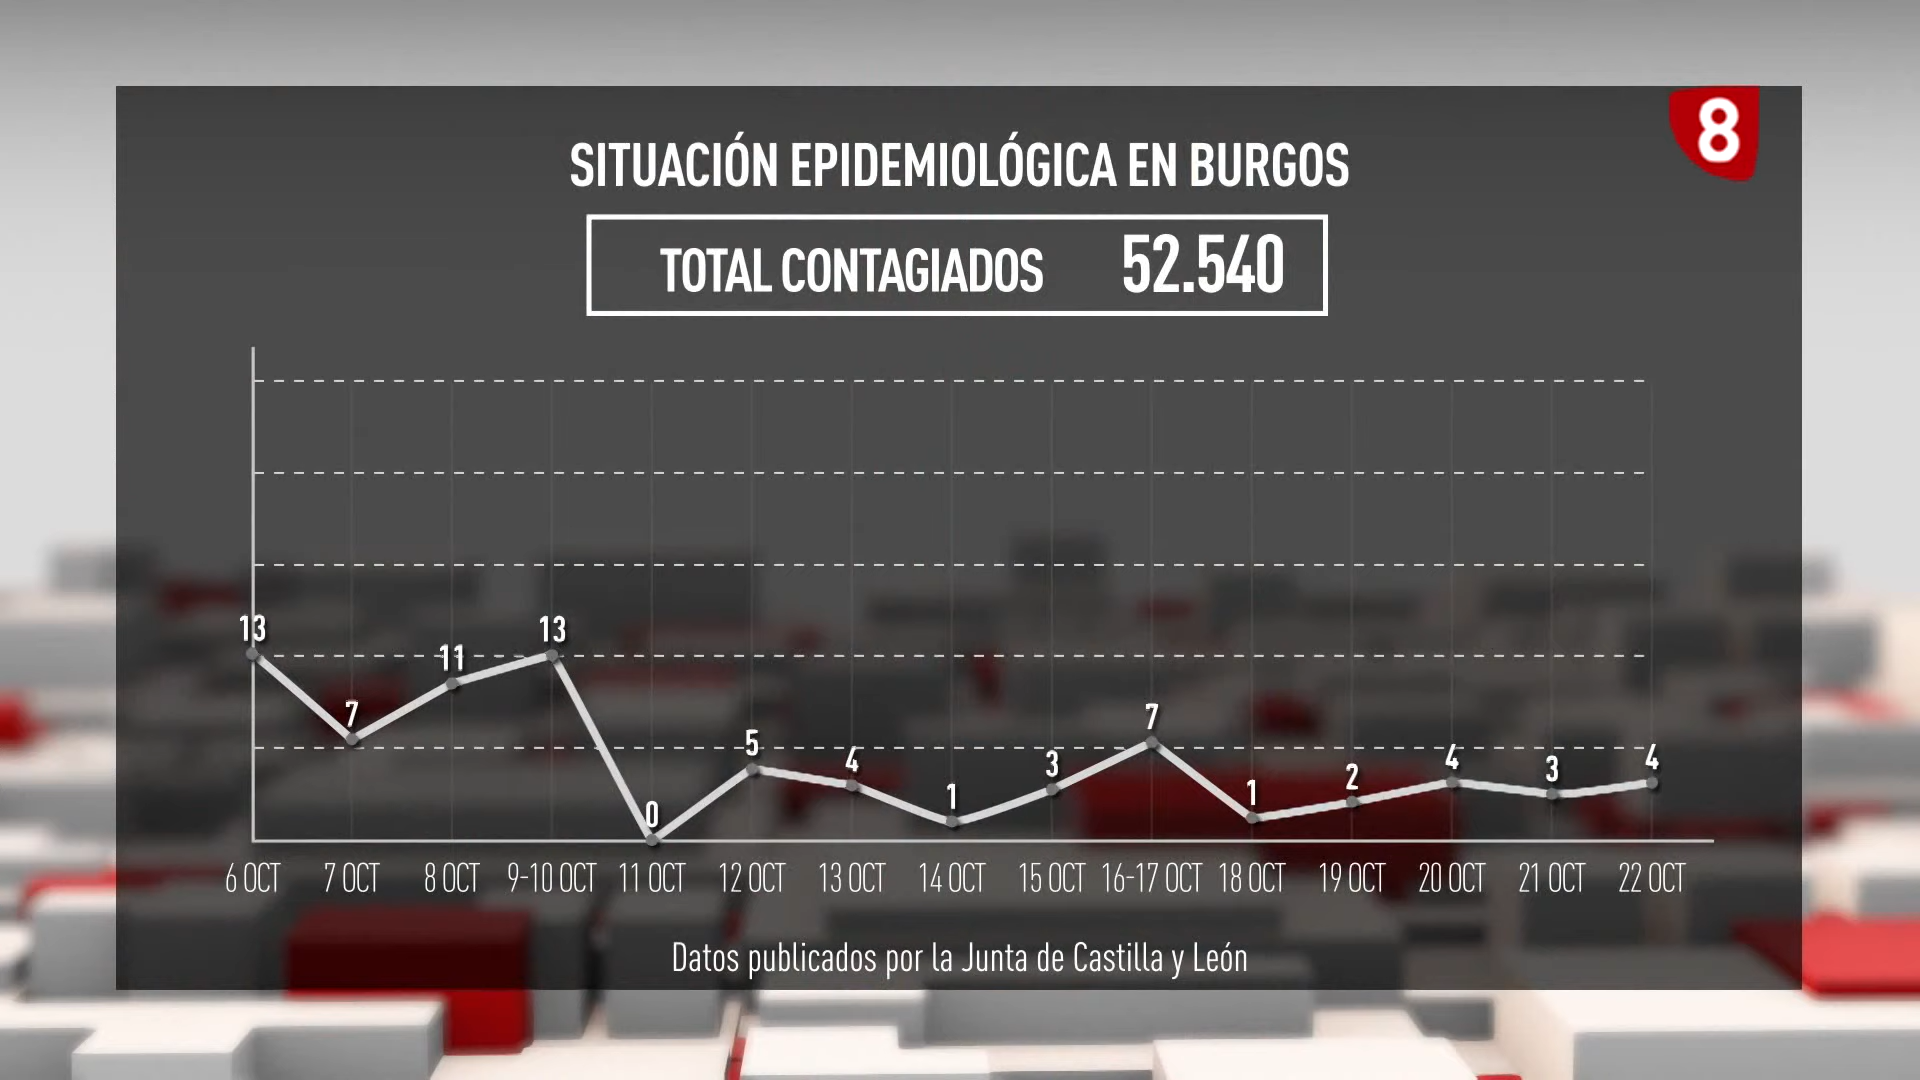 8
SITUACIÓN EPIDEMIOLÓGICA EN BURGOS
TOTAL CONTAGIADOS 52.540
13 7 11 13 0 5 4 1 3 7 1 2 4 3 4
6 OCT 7 OCT 8 OCT 9-10 OCT 11 OCT 12 OCT 13 OCT 14 OCT 15 OCT 16-17 OCT 18 OCT 19 OCT 20 OCT 21 OCT 22 OCT
Datos publicados por la Junta de Castilla y León